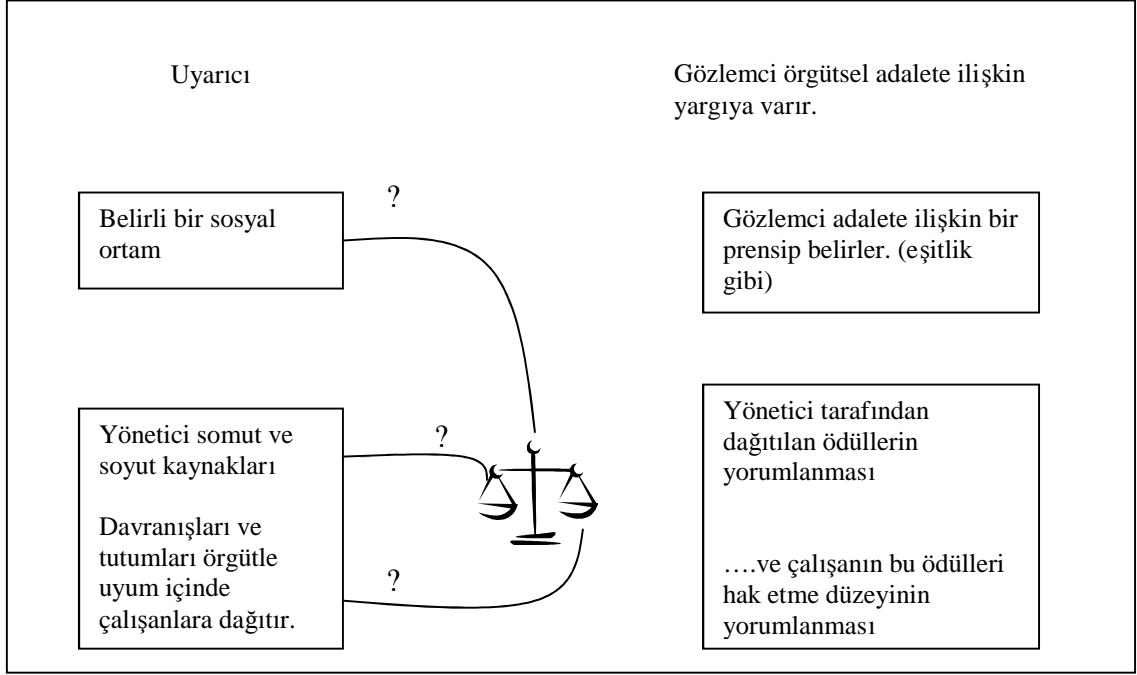 Uyarıcı
Gözlemci örgütsel adalete ilişkin
yargıya varır.
?
Belirli bir sosyal
ortam
Gözlemci adalete ilişkin bir
prensip belirler. (eşitlik
gibi)
Yönetici somut ve
soyut kaynakları
?
Davranışları ve
tutumları örgütle
uyum içinde
çalışanlara dağıtır.
?
Yönetici tarafından
dağıtılan ödüllerin
yorumlanması
….ve çalışanın bu ödülleri
hak etme düzeyinin
yorumlanması